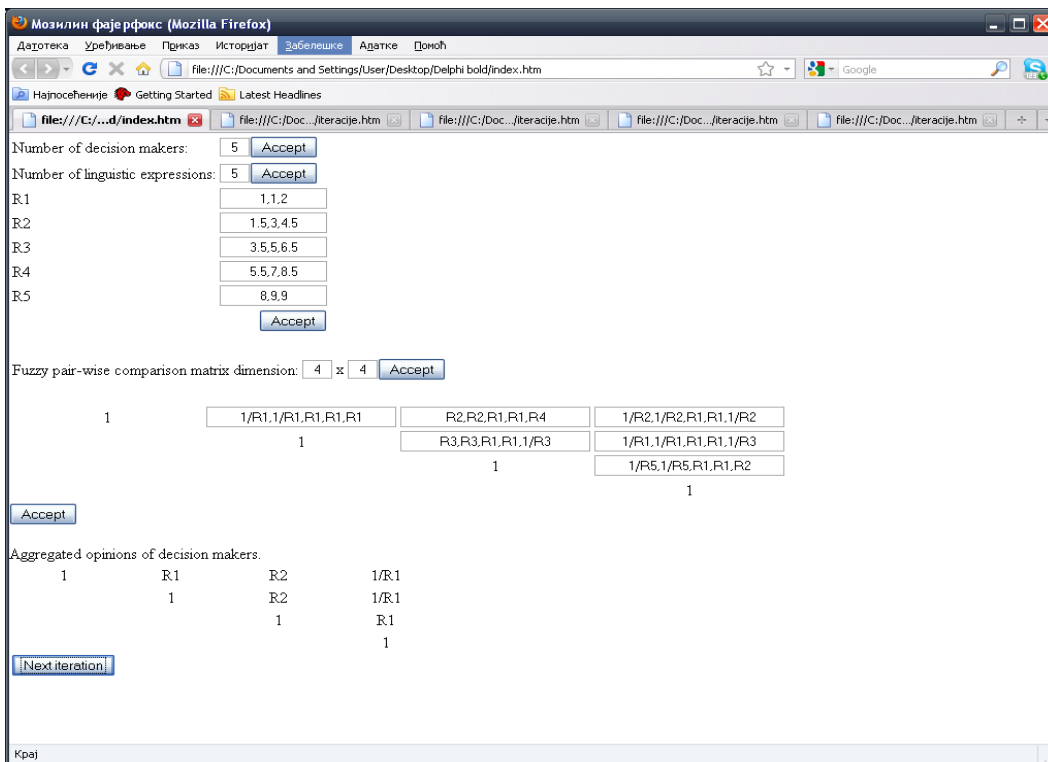 Мозилин фајерфокс (Mozilla Firefox)
Датотека Уређивање Приказ Историјат Забелешке Алатке Помоћ
file:///C:/Documents and Settings/User/Desktop/Delphi bold/index.htm Google
Најпосећеније Getting Started Latest Headlines
file:///C:/...d/index.htm file:///C:/Doc.../iteracije.htm file:///C:/Doc.../iteracije.htm file:///C:/Doc.../iteracije.htm file:///C:/Doc.../iteracije.htm
Number of decision makers: 5 Accept
Number of linguistic expressions: 5 Accept
R1 1,1,2
R2 1.5,3,4.5
R3 3.5,5,6.5
R4 5.5,7,8.5
R5 8,9,9
Accept
Fuzzy pair-wise comparison matrix dimension: 4 x 4 Accept
1 1/R1,1/R1,R1,R1,R1 R2,R2,R1,R1,R4 1/R2,1/R2,R1,R1,1/R2
1 R3,R3,R1,R1,1/R3 1/R1,1/R1,R1,R1,1/R3
1 1/R5,1/R5,R1,R1,R2
1
Accept
Aggregated opinions of decision makers.
1 R1 R2 1/R1
1 R2 1/R1
1 R1
1
Next iteration
Крај